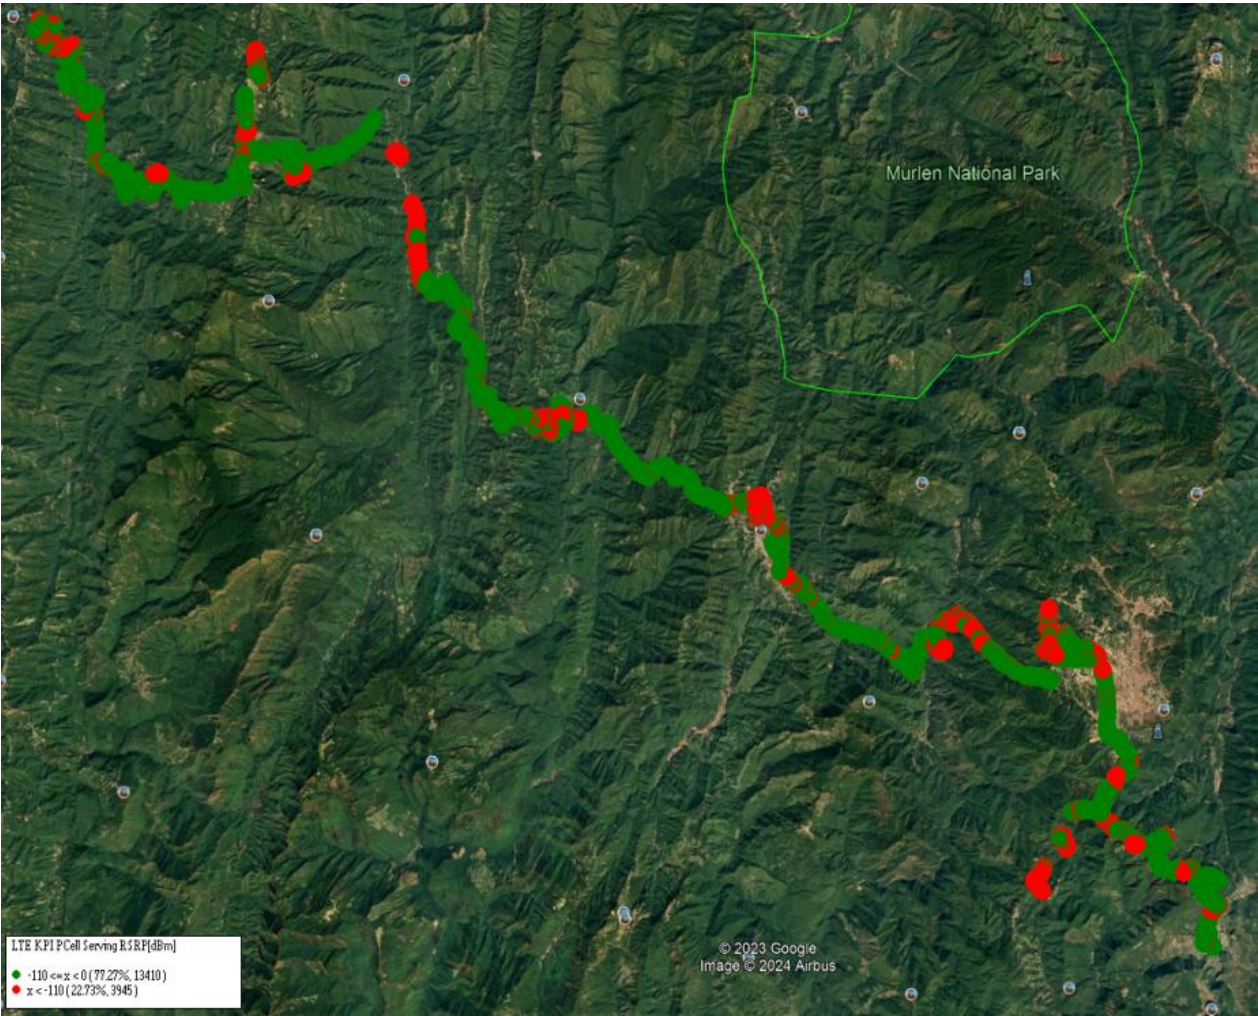 Murlen National Park
© 2023 Google
Image © 2024 Airbus
LTE KPI PCell Serving RSRP[dBm]
-110 <= x < 0 ( 77.27%, 13410 )
x < -110 ( 22.73%, 3945 )